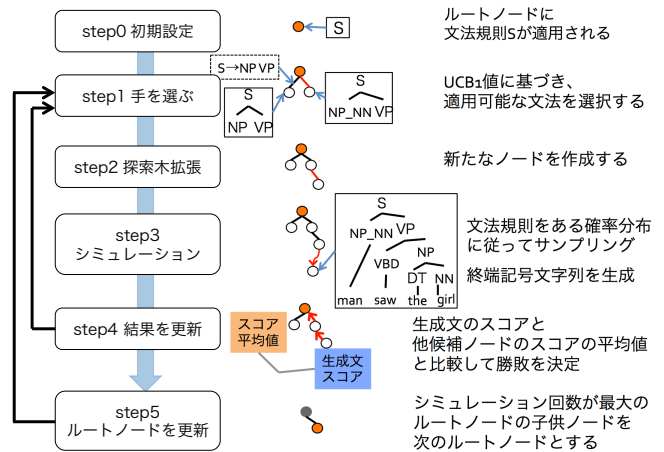 step0 初期設定
S
ルートノードに
文法規則Sが適用される
step1 手を選ぶ
S→NP VP
S
NP VP
S
NP_NN VP
UCB1値に基づき、
適用可能な文法を選択する
step2 探索木拡張
新たなノードを作成する
step3
シミュレーション
S
NP_NN VP
VBD NP
DT NN
man saw the girl
文法規則をある確率分布
に従ってサンプリング
終端記号文字列を生成
step4 結果を更新
スコア
平均値
生成文
スコア
生成文のスコアと
他候補ノードのスコアの平均値
と比較して勝敗を決定
step5
ルートノードを更新
シミュレーション回数が最大の
ルートノードの子供ノードを
次のルートノードとする